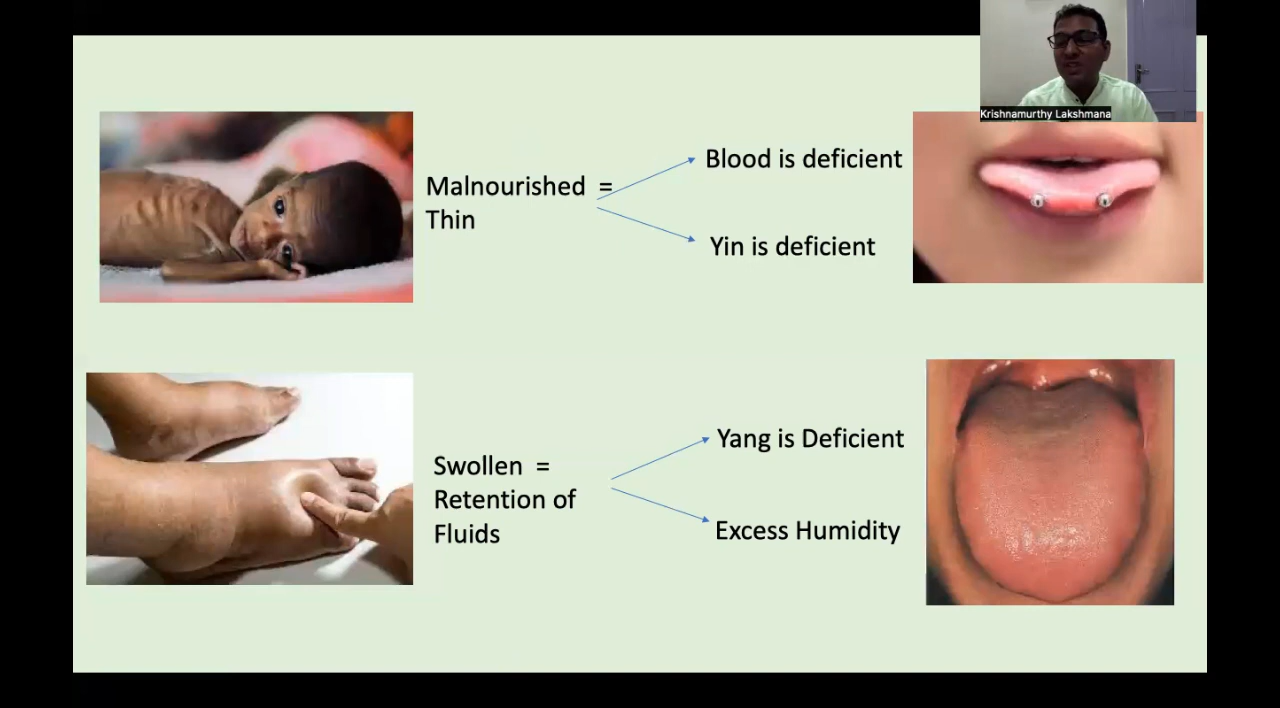 Krishnamurthy Lakshmana
Malnourished =
Thin
Blood is deficient
Yin is deficient
Swollen =
Retention of
Fluids
Yang is Deficient
Excess Humidity